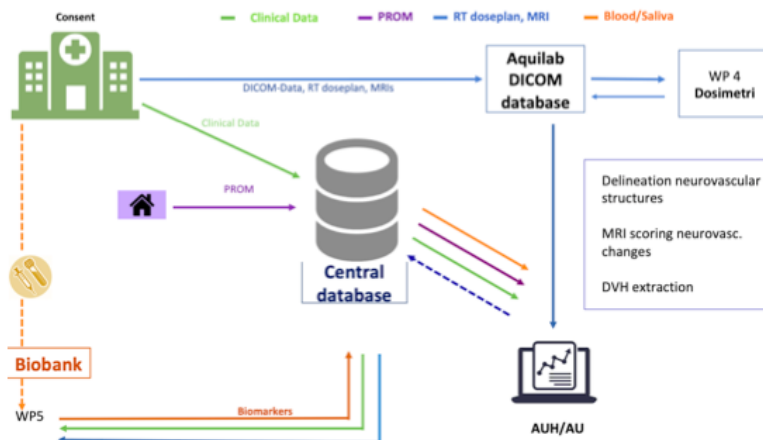 Consent
Clinical Data
PROM
RT doseplan, MRI
Blood/Saliva
DICOM-Data, RT doseplan, MRIs
Aquilab
DICOM
database
WP 4
Dosimetri
Clinical Data
PROM
Central
database
Delineation neurovascular
structures
MRI scoring neurovasc.
changes
DVH extraction
Biobank
WP5
Biomarkers
AUH/AU